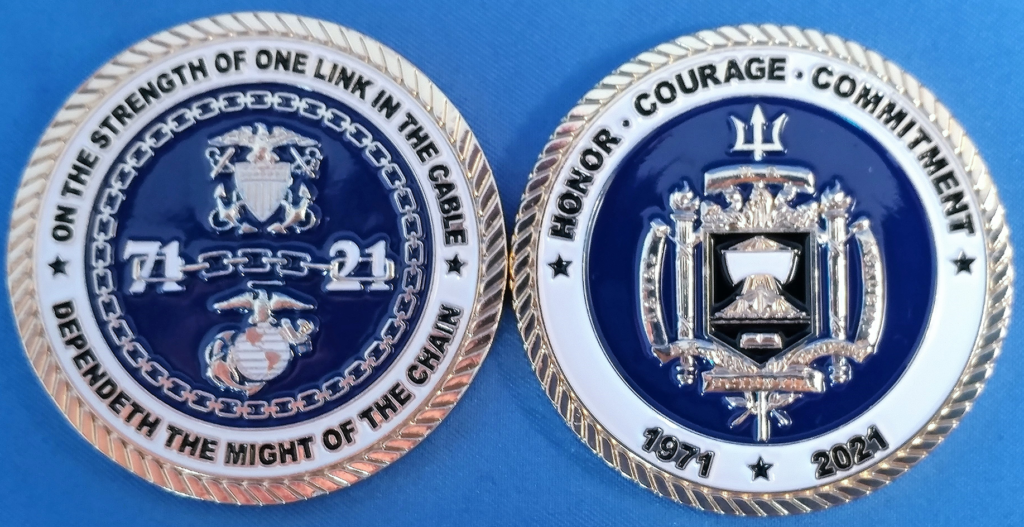 ON THE STRENGTH OF ONE LINK IN THE CABLE
71 21
DEPENDETH THE MIGHT OF THE CHAIN
HONOR · COURAGE · COMMITMENT
1971 2021